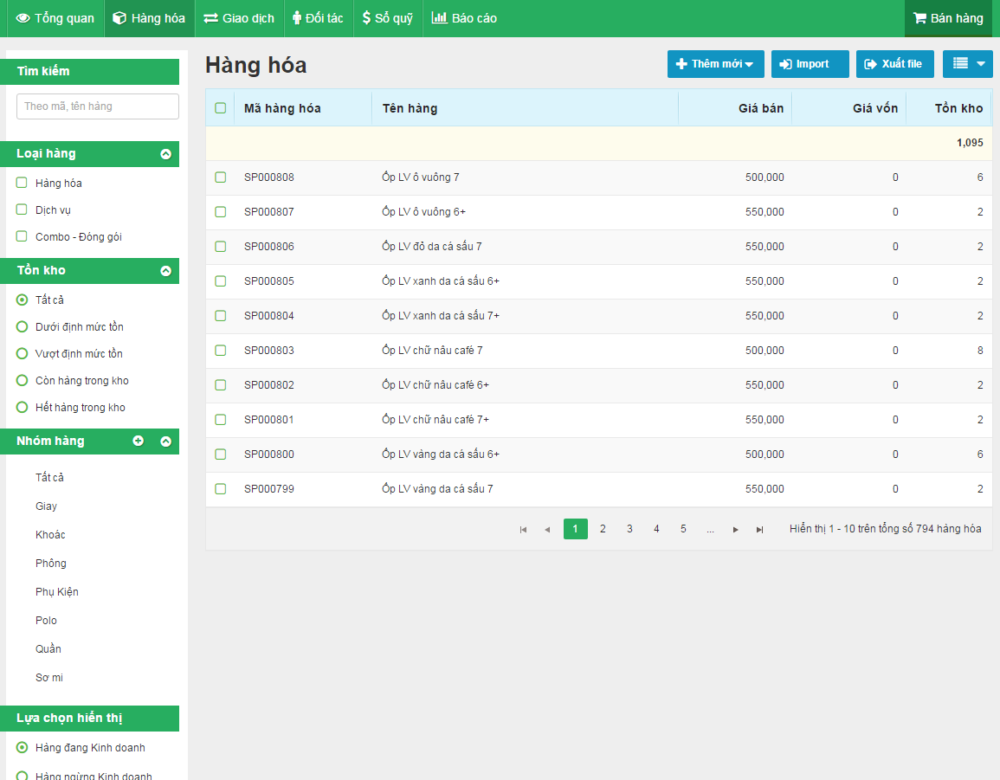 Tổng quan Hàng hóa Giao dịch Đối tác Sổ quỹ Báo cáo Bán hàng
Tìm kiếm
Theo mã, tên hàng
Loại hàng
Hàng hóa
Dịch vụ
Combo - Đóng gói
Tồn kho
Tất cả
Dưới định mức tồn
Vượt định mức tồn
Còn hàng trong kho
Hết hàng trong kho
Nhóm hàng
Tất cả
Giay
Khoác
Phông
Phụ Kiện
Polo
Quần
Sơ mi
Lựa chọn hiển thị
Hàng đang Kinh doanh
Hàng ngừng Kinh doanh
Hàng hóa Thêm mới Import Xuất file
Mã hàng hóa Tên hàng Giá bán Giá vốn Tồn kho
1,095
SP000808 Ốp LV ô vuông 7 500,000 0 6
SP000807 Ốp LV ô vuông 6+ 550,000 0 2
SP000806 Ốp LV đỏ da cá sấu 7 550,000 0 2
SP000805 Ốp LV xanh da cá sấu 6+ 550,000 0 2
SP000804 Ốp LV xanh da cá sấu 7+ 550,000 0 2
SP000803 Ốp LV chữ nâu café 7 500,000 0 8
SP000802 Ốp LV chữ nâu café 6+ 550,000 0 2
SP000801 Ốp LV chữ nâu café 7+ 550,000 0 2
SP000800 Ốp LV vàng da cá sấu 6+ 500,000 0 6
SP000799 Ốp LV vàng da cá sấu 7 550,000 0 2
1 2 3 4 5 ... Hiển thị 1 - 10 trên tổng số 794 hàng hóa